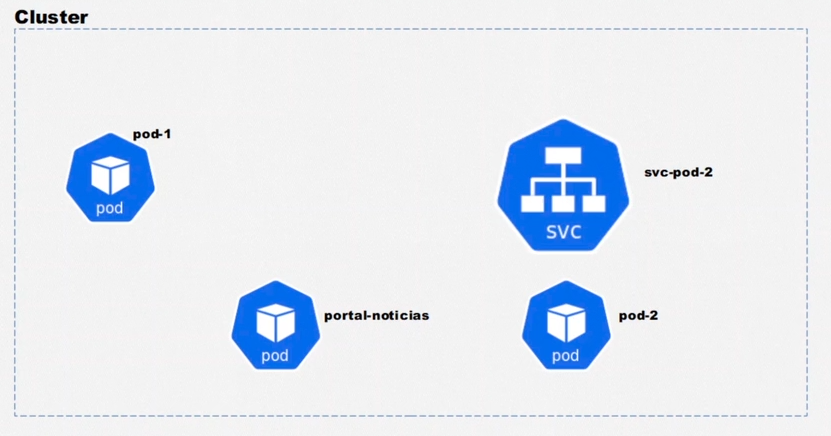 Cluster
pod-1
pod
svc-pod-2
svc
portal-noticias
pod
pod-2
pod